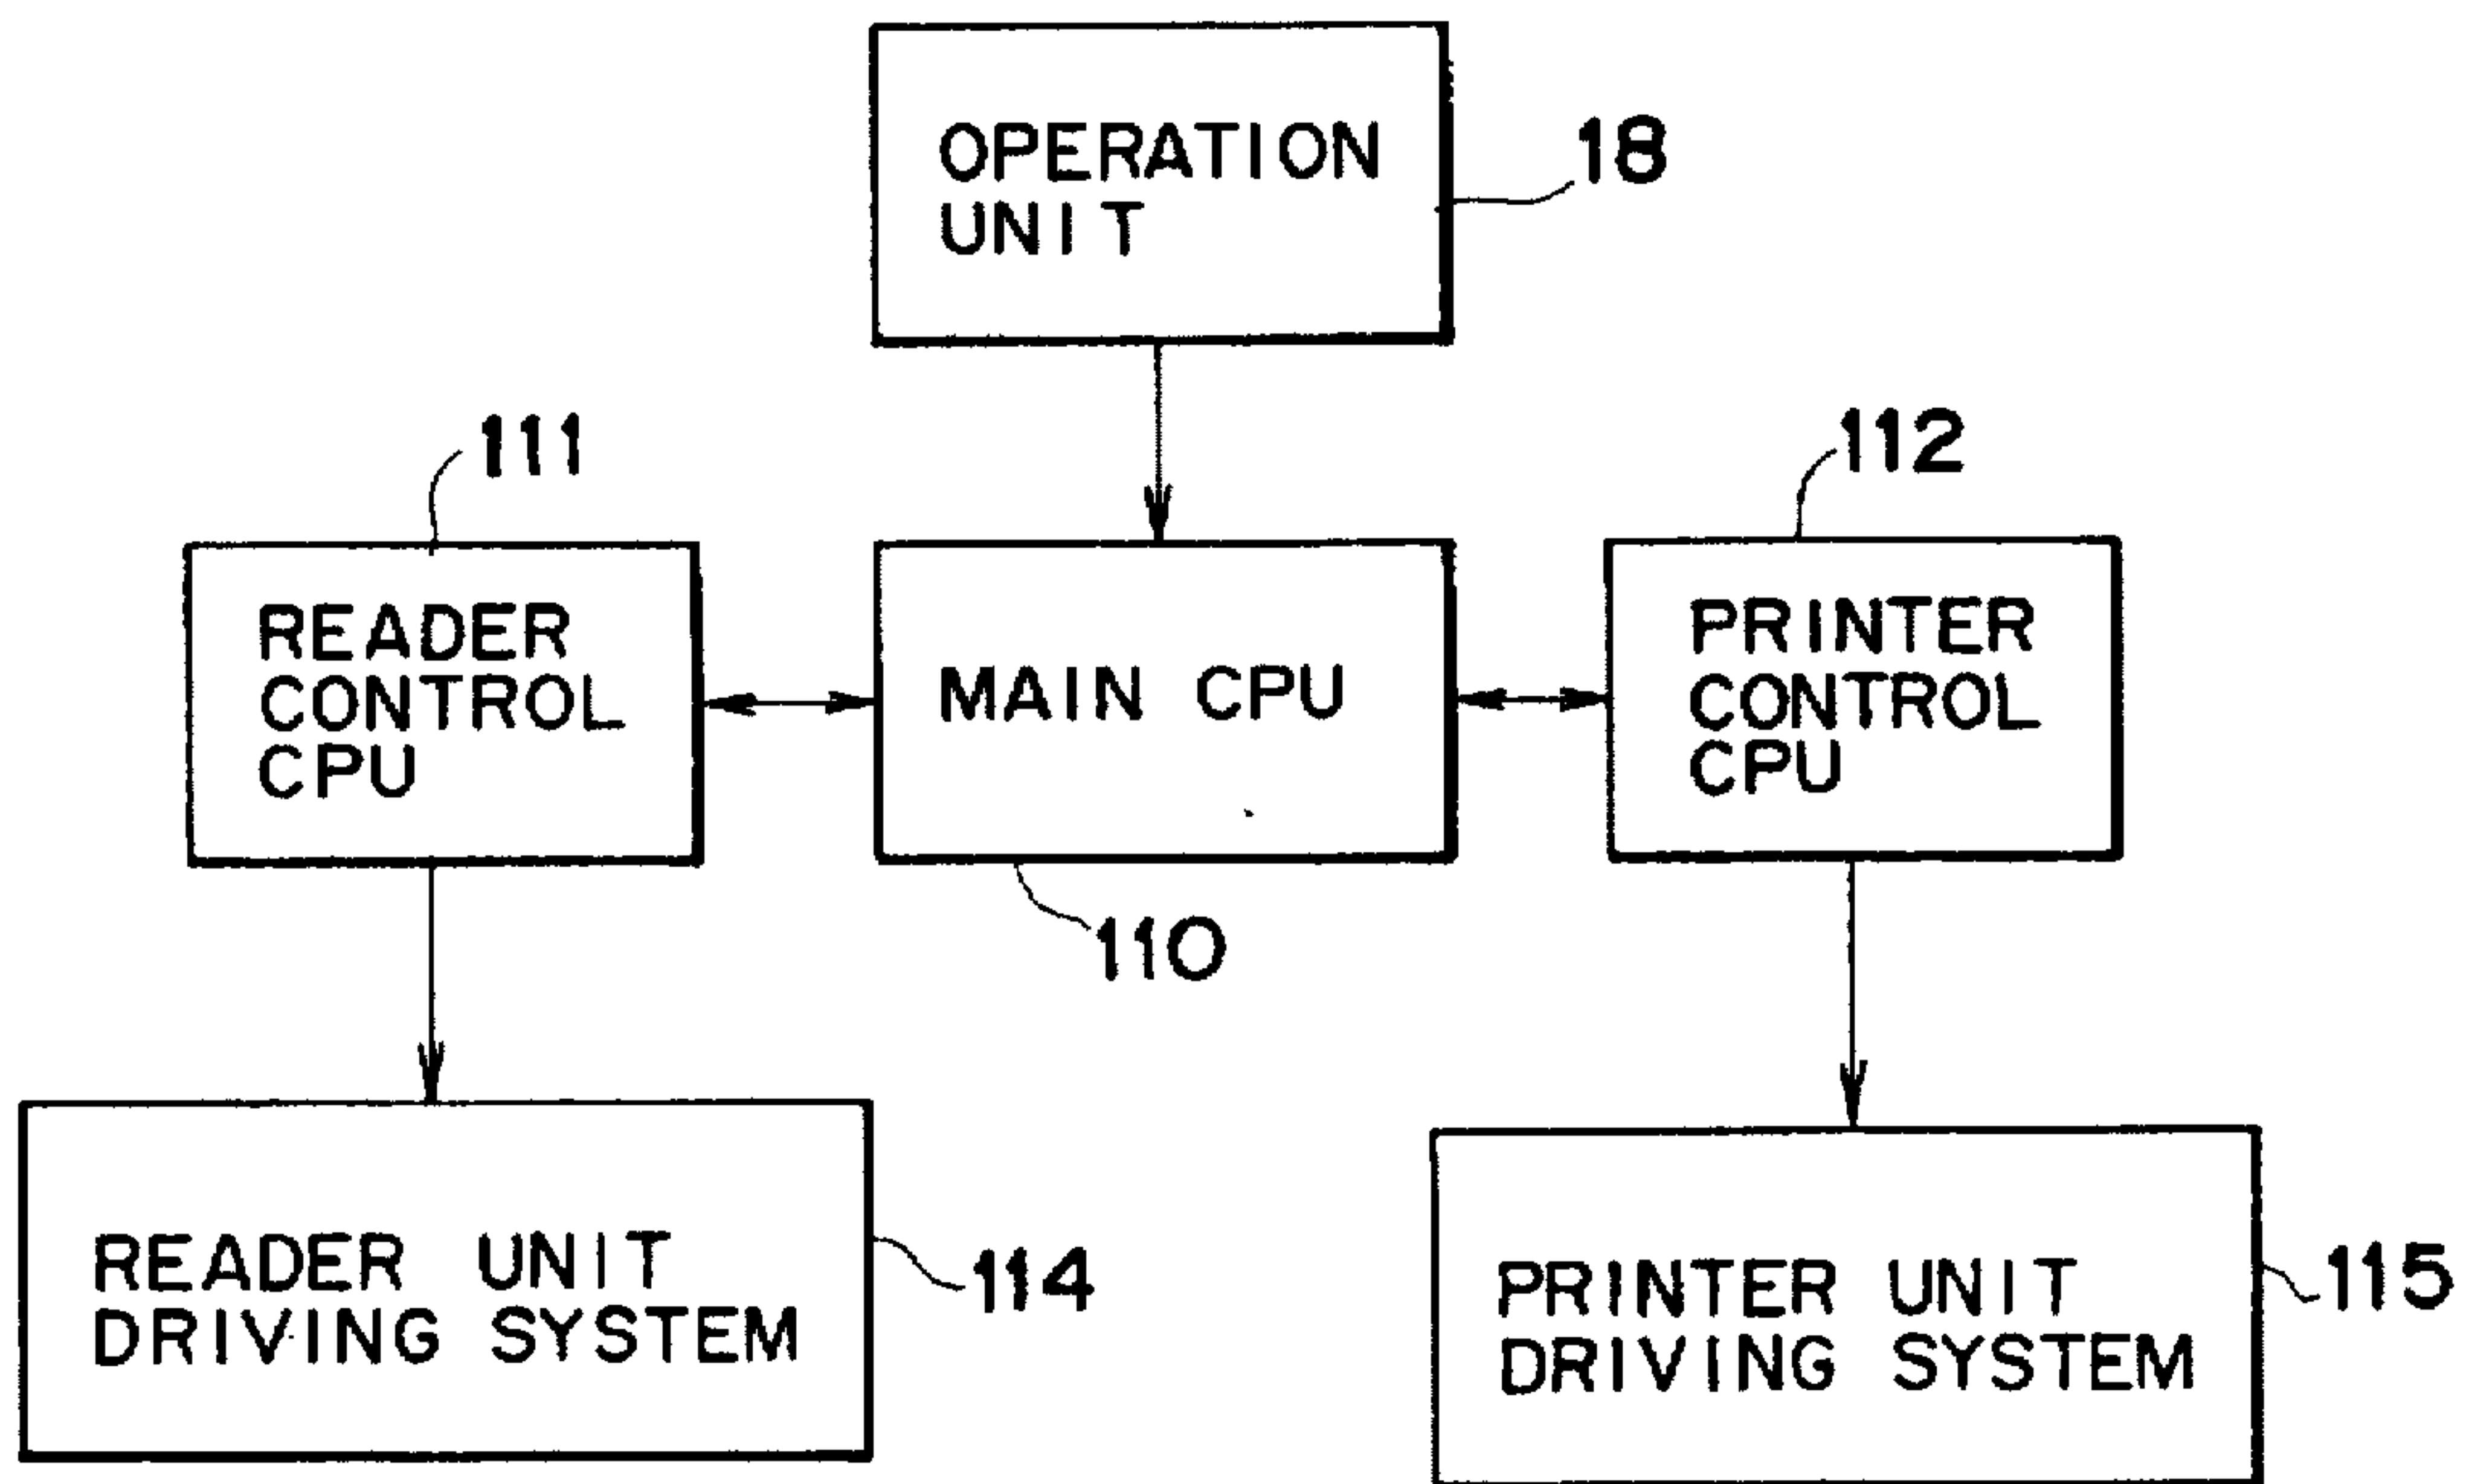 OPERATION
UNIT
18
111
112
READER
CONTROL
CPU
MAIN CPU
PRINTER
CONTROL
CPU
110
READER UNIT
DRIVING SYSTEM
114
PRINTER UNIT
DRIVING SYSTEM
115